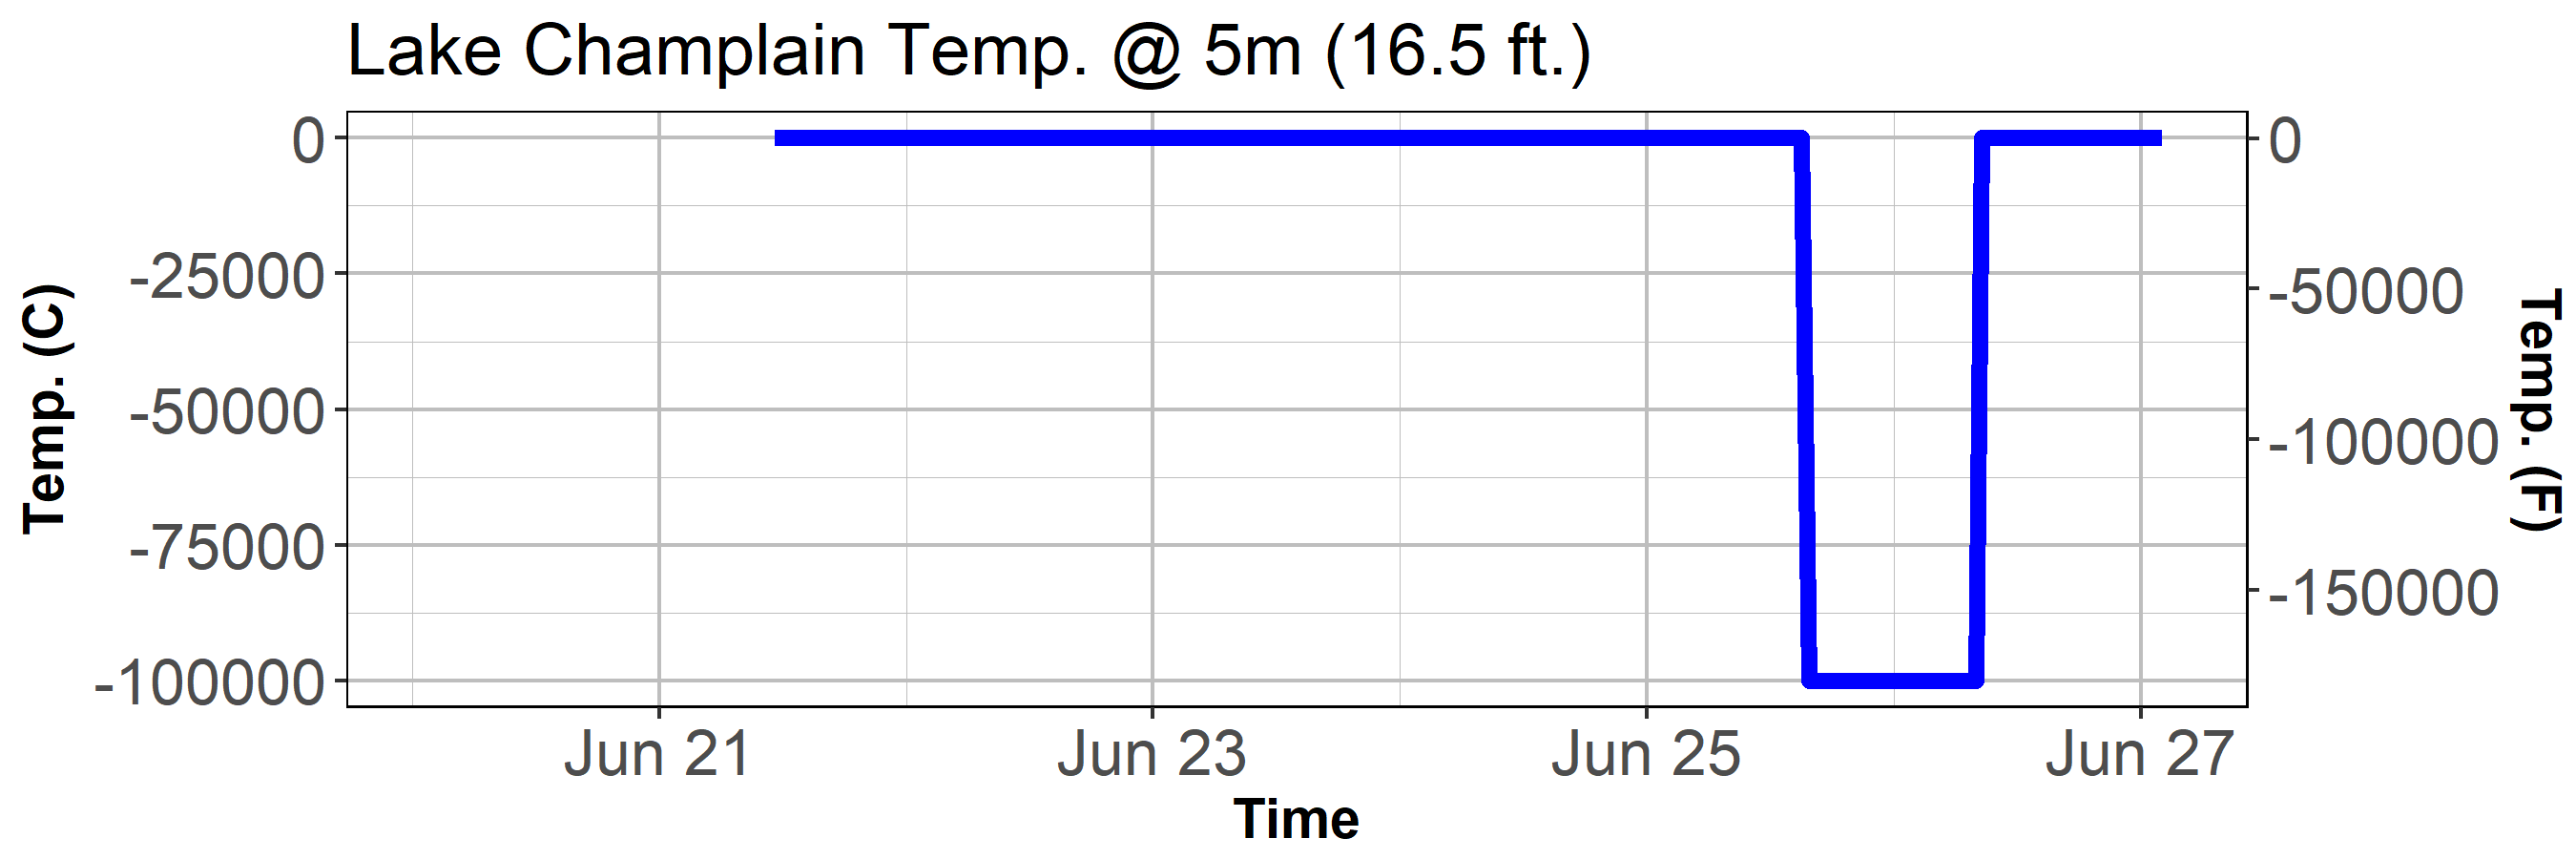 Lake Champlain Temp. @ 5m (16.5 ft.)
Temp. (C)
0
-25000
-50000
-75000
-100000
0
-50000
-100000
-150000
Temp. (F)
Jun 21 Jun 23 Jun 25 Jun 27
Time